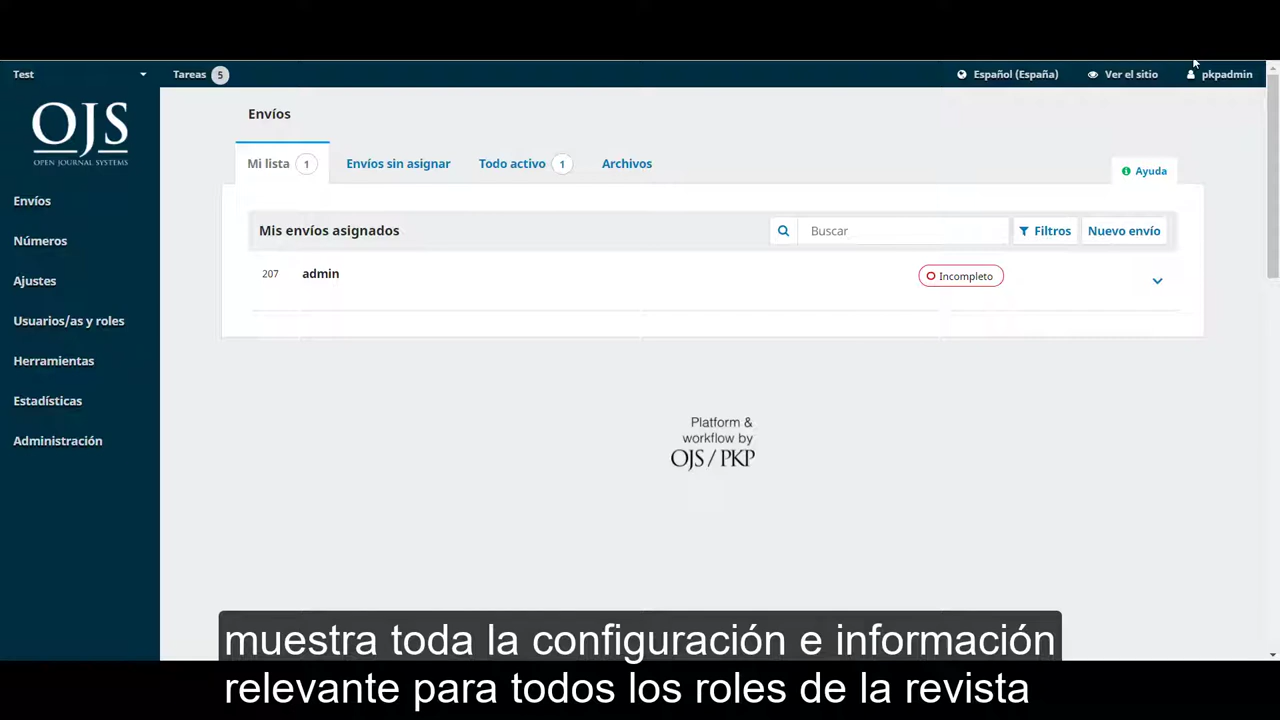 Test
Tareas 5
Español (España)
Ver el sitio
pkpadmin
OJS
OPEN JOURNAL SYSTEMS
Envíos
Números
Ajustes
Usuarios/as y roles
Herramientas
Estadísticas
Administración
Envíos
Mi lista 1
Envíos sin asignar
Todo activo 1
Archivos
Ayuda
Mis envíos asignados
Buscar
Filtros
Nuevo envío
207 admin
Incompleto
Platform &
workflow by
OJS / PKP
muestra toda la configuración e información
relevante para todos los roles de la revista